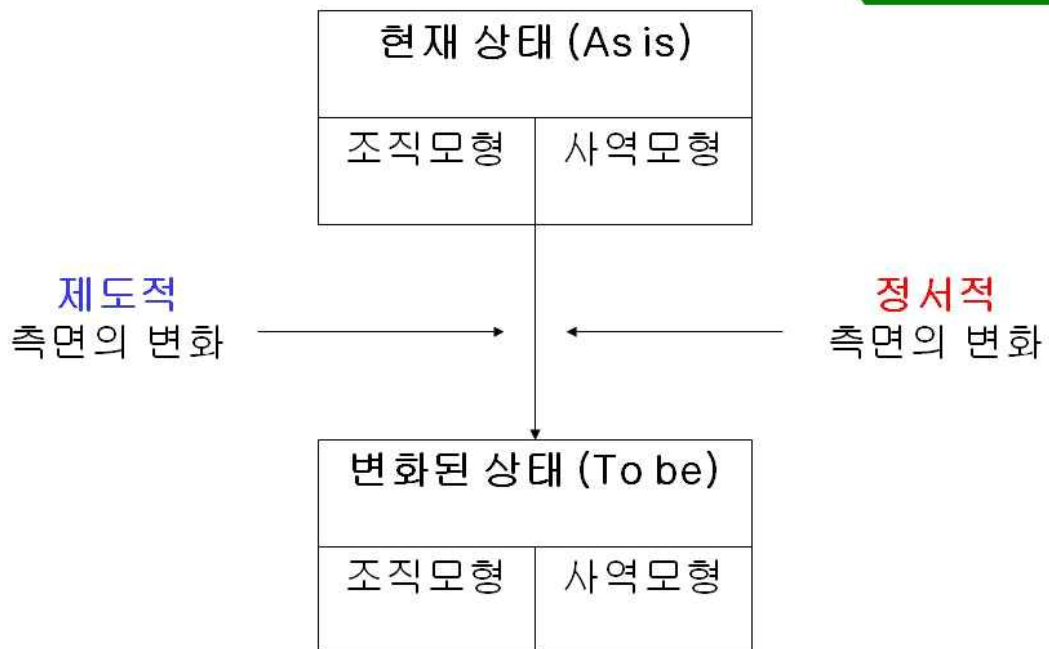 현재 상태 (As is)
조직모형 사역모형
제도적
측면의 변화
정서적
측면의 변화
변화된 상태 (To be)
조직모형 사역모형